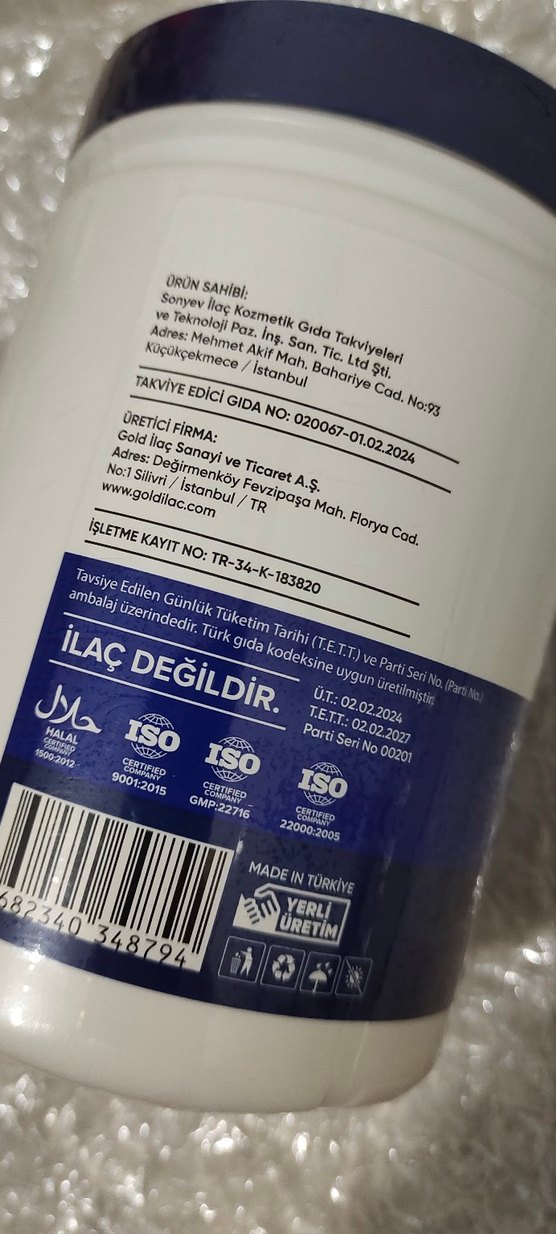 ÜRÜN SAHİBİ:
Sonyev İlaç Kozmetik Gıda Takviyeleri
ve Teknoloji Paz. İnş. San. Tic. Ltd Şti.
Adres: Mehmet Akif Mah. Bahariye Cad. No:93
Küçükçekmece / İstanbul
TAKVİYE EDİCİ GIDA NO: 020067-01.02.2024
ÜRETİCİ FİRMA:
Gold İlaç Sanayi ve Ticaret A.Ş.
Adres: Değirmenköy Fevzipaşa Mah. Florya Cad.
No:1 Silivri / İstanbul / TR
www.goldilac.com
İŞLETME KAYIT NO: TR-34-K-183820
Tavsiye Edilen Günlük Tüketim Tarihi (T.E.T.T.) ve Parti Seri No. (Parti No.)
ambalaj üzerindedir. Türk gıda kodeksine uygun üretilmiştir.
İLAÇ DEĞİLDİR.
ÜT.: 02.02.2024
T.E.T.T.: 02.02.2027
Parti Seri No 00201
حلال
HALAL
CERTIFIED
COMPANY
1500:2012
ISO
CERTIFIED
COMPANY
9001:2015
ISO
CERTIFIED
COMPANY
GMP:22716
ISO
CERTIFIED
COMPANY
22000:2005
682340 348794
MADE IN TÜRKİYE
YERLİ
ÜRETİM